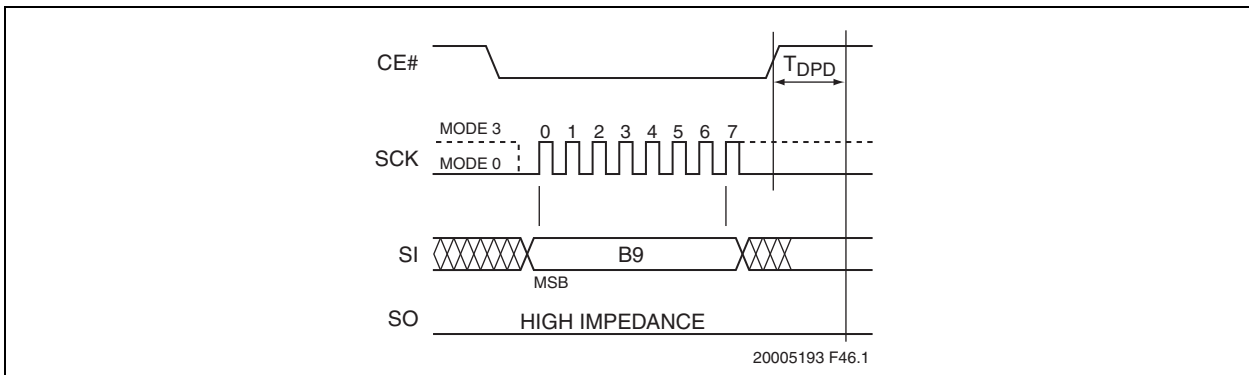 CE#
TDPD
MODE 3
0 1 2 3 4 5 6 7
SCK
MODE 0
SI
B9
MSB
SO
HIGH IMPEDANCE
20005193 F46.1